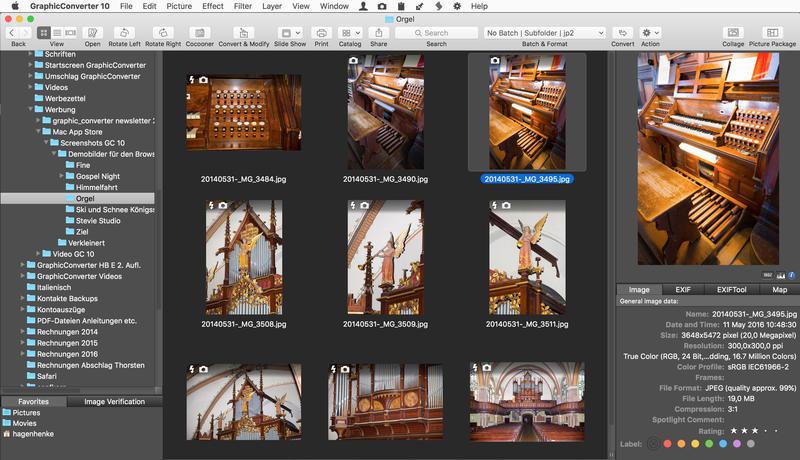 GraphicConverter 10 File Edit Picture Effect Filter Layer View Window Help
Orgel
Search
No Batch | Subfolder | jp2
Back View Open Rotate Left Rotate Right Cocooner Convert & Modify Slide Show Print Catalog Share Search Batch & Format Convert Action Collage Picture Package
Schriften
Startscreen GraphicConverter
Umschlag GraphicConverter
Videos
Werbezettel
Werbung
graphic_converter newsletter
Mac App Store
Screenshots GC 10
Demobilder für den Brows
Fine
Gospel Night
Himmelfahrt
Orgel
Ski und Schnee Königss
Stevie Studio
Ziel
Verkleinert
Video GC 10
GraphicConverter HB E 2. Aufl.
GraphicConverter Videos
Italienisch
Kontakte Backups
Kontoauszüge
PDF-Dateien Anleitungen etc.
Rechnungen 2014
Rechnungen 2015
Rechnungen 2016
Rechnungen Abschlag Thorsten
Safari
Favorites Image Verification
Pictures
Movies
hagenhenke
20140531-_MG_3484.jpg
20140531-_MG_3490.jpg
20140531-_MG_3495.jpg
20140531-_MG_3508.jpg
20140531-_MG_3509.jpg
20140531-_MG_3511.jpg
Image EXIF EXIFTool Map
General image data:
Name: 20140531-_MG_3495.jpg
Date and Time: 11 May 2016 10:48:30
Size: 3648x5472 pixel (20,0 Megapixel)
Resolution: 300,0x300,0 ppi
True Color (RGB, 24 Bit,...dding, 16.7 Million Colors)
Color Profile: sRGB IEC61966-2
Frames:
File Format: JPEG (quality approx. 99%)
File Length: 19,0 MB
Compression: 3:1
Spotlight Comment:
Rating:
Label: